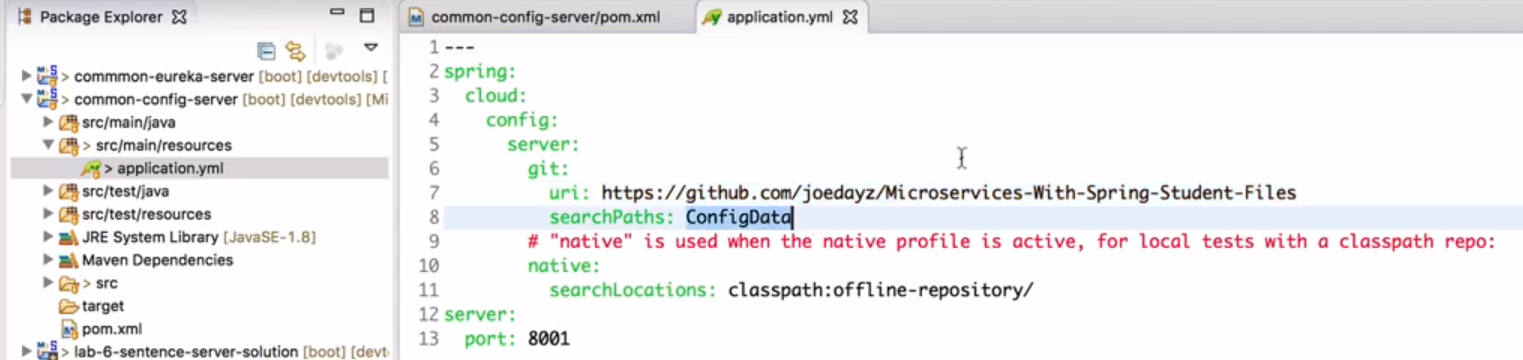 Package Explorer
commmon-eureka-server [boot] [devtools] [
> common-config-server [boot] [devtools] [Mi
src/main/java
> src/main/resources
> application.yml
src/test/java
src/test/resources
JRE System Library [JavaSE-1.8]
Maven Dependencies
> src
target
pom.xml
> lab-6-sentence-server-solution [boot] [devt
common-config-server/pom.xml
application.yml
1 ---
2 spring:
3   cloud:
4     config:
5       server:
6         git:
7           uri: https://github.com/joedayz/Microservices-With-Spring-Student-Files
8           searchPaths: ConfigData
9         # "native" is used when the native profile is active, for local tests with a classpath repo:
10         native:
11           searchLocations: classpath:offline-repository/
12 server:
13   port: 8001